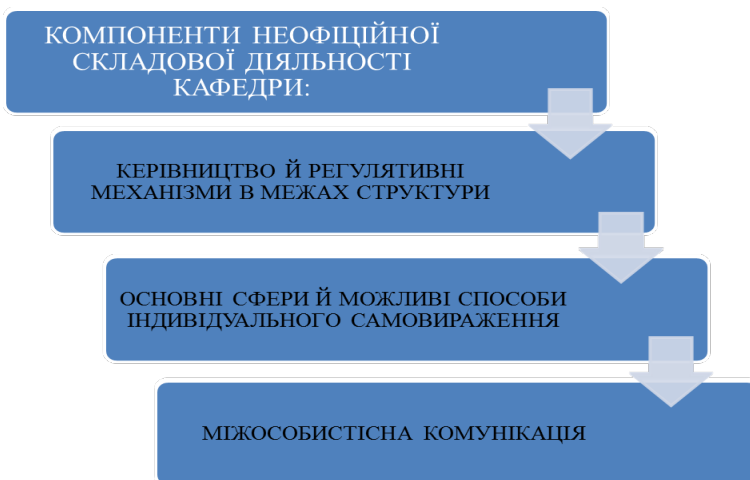 КОМПОНЕНТИ НЕОФІЦІЙНОЇ
СКЛАДОВОЇ ДІЯЛЬНОСТІ
КАФЕДРИ:
КЕРІВНИЦТВО Й РЕГУЛЯТИВНІ
МЕХАНІЗМИ В МЕЖАХ СТРУКТУРИ
ОСНОВНІ СФЕРИ Й МОЖЛИВІ СПОСОБИ
ІНДИВІДУАЛЬНОГО САМОВИРАЖЕННЯ
МІЖОСОБИСТІСНА КОМУНІКАЦІЯ